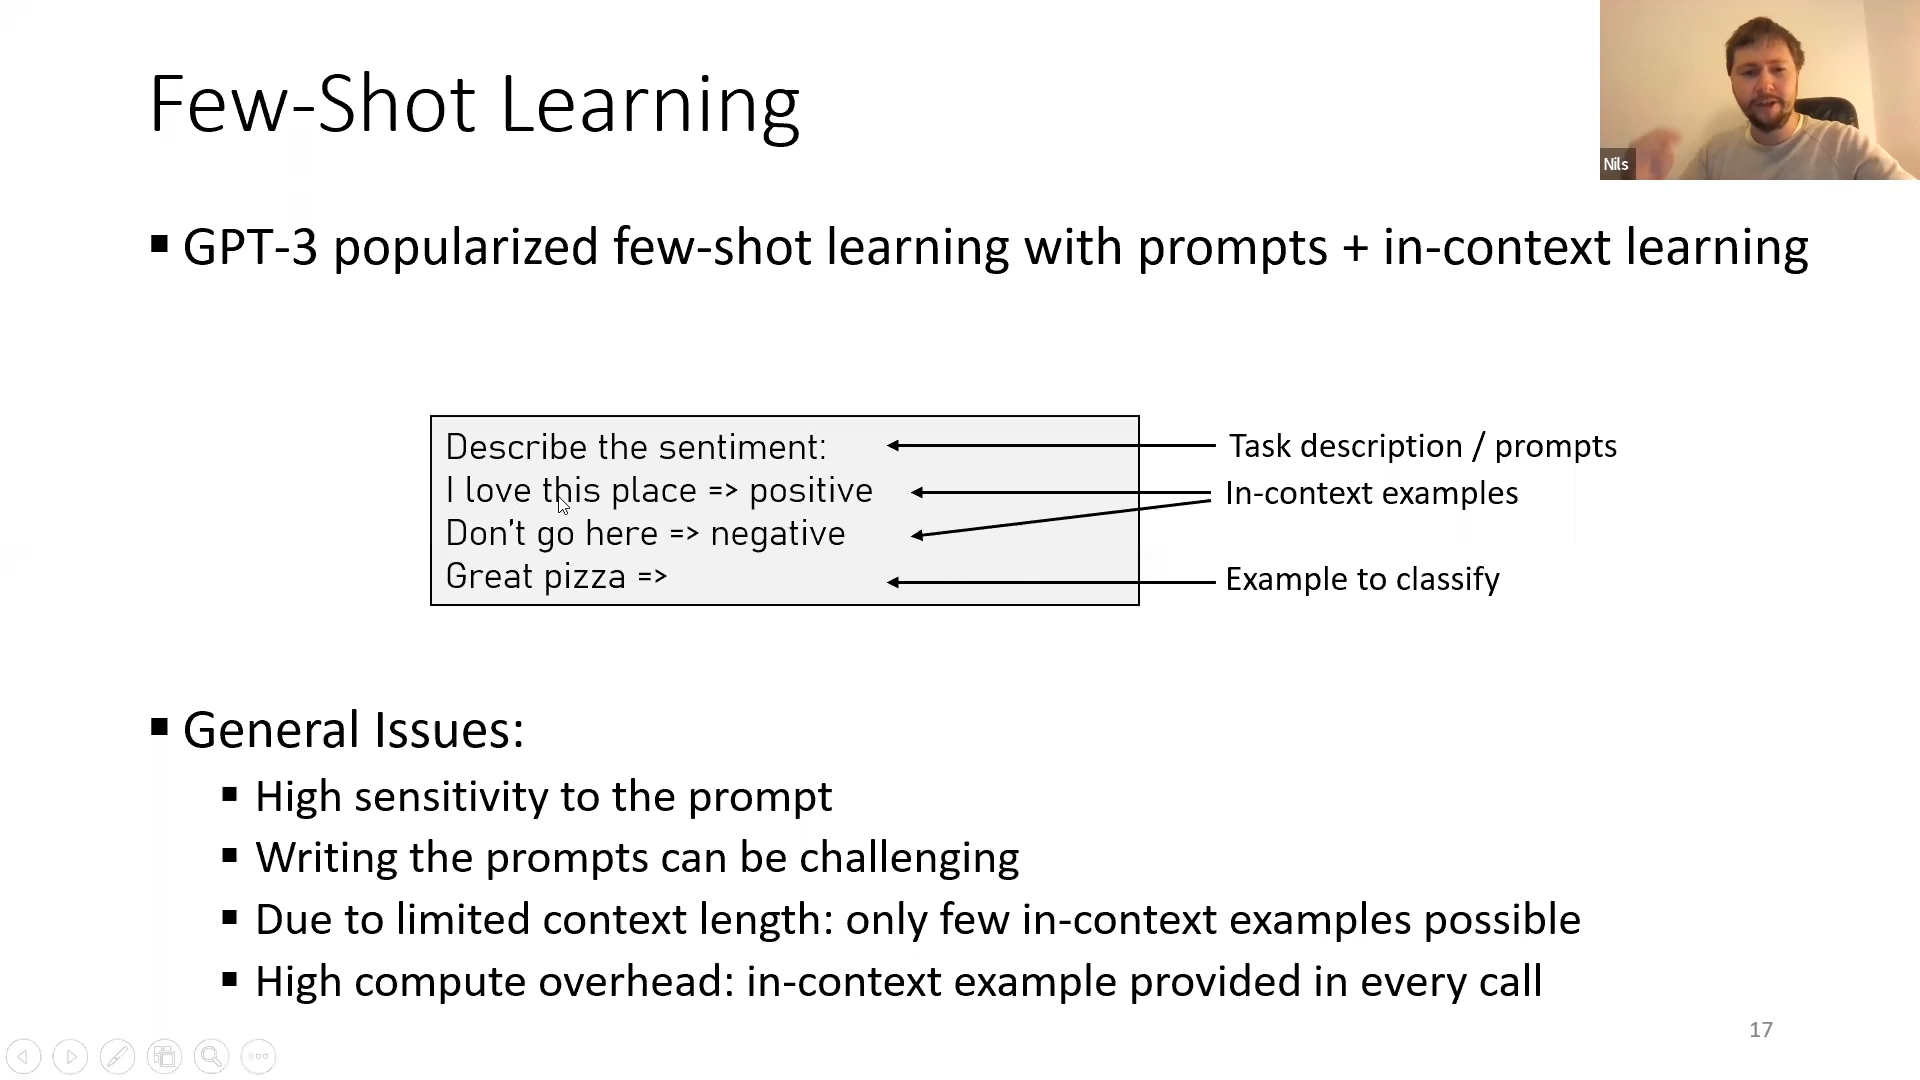 Few-Shot Learning
Nils
▪ GPT-3 popularized few-shot learning with prompts + in-context learning
Describe the sentiment:
I love this place => positive
Don't go here => negative
Great pizza =>
Task description / prompts
In-context examples
Example to classify
▪ General Issues:
▪ High sensitivity to the prompt
▪ Writing the prompts can be challenging
▪ Due to limited context length: only few in-context examples possible
▪ High compute overhead: in-context example provided in every call
17